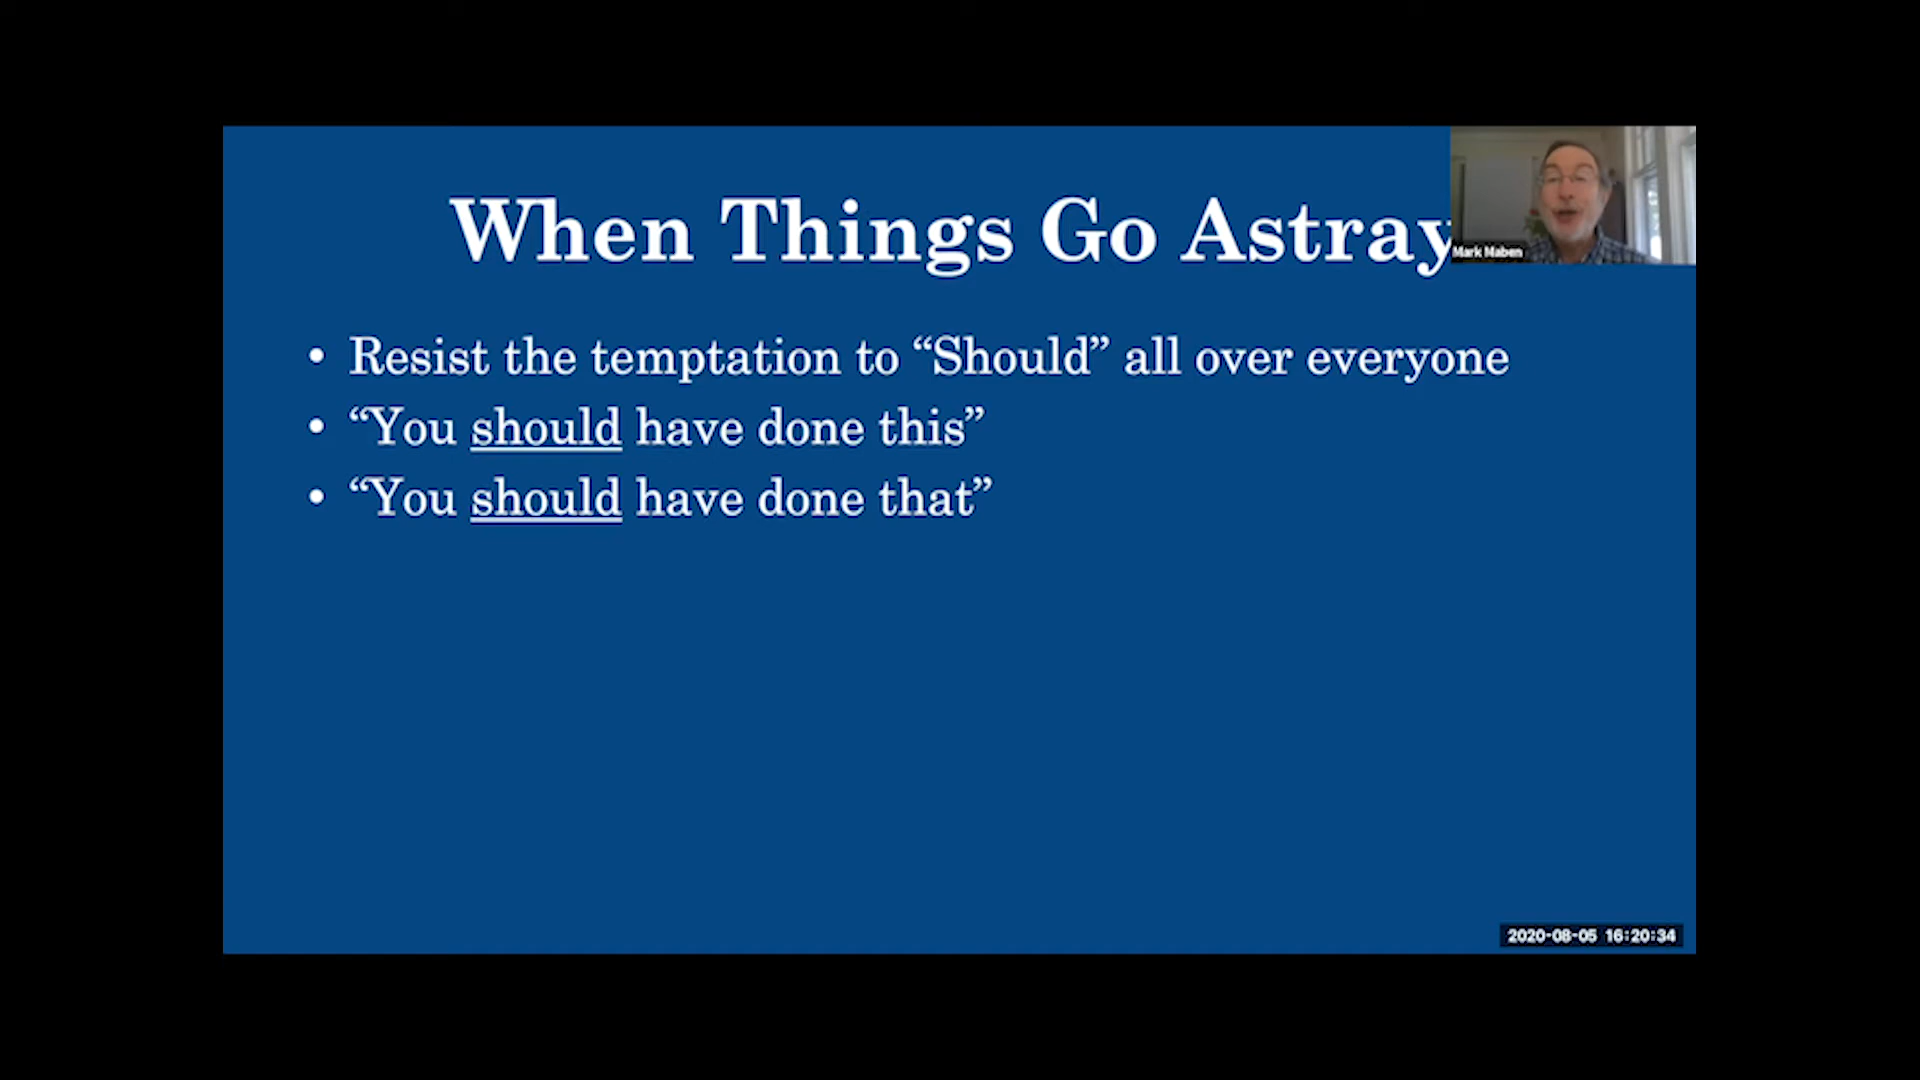 When Things Go Astray
Mark Maben
• Resist the temptation to “Should” all over everyone
• “You should have done this”
• “You should have done that”
2020-08-05 16:20:34